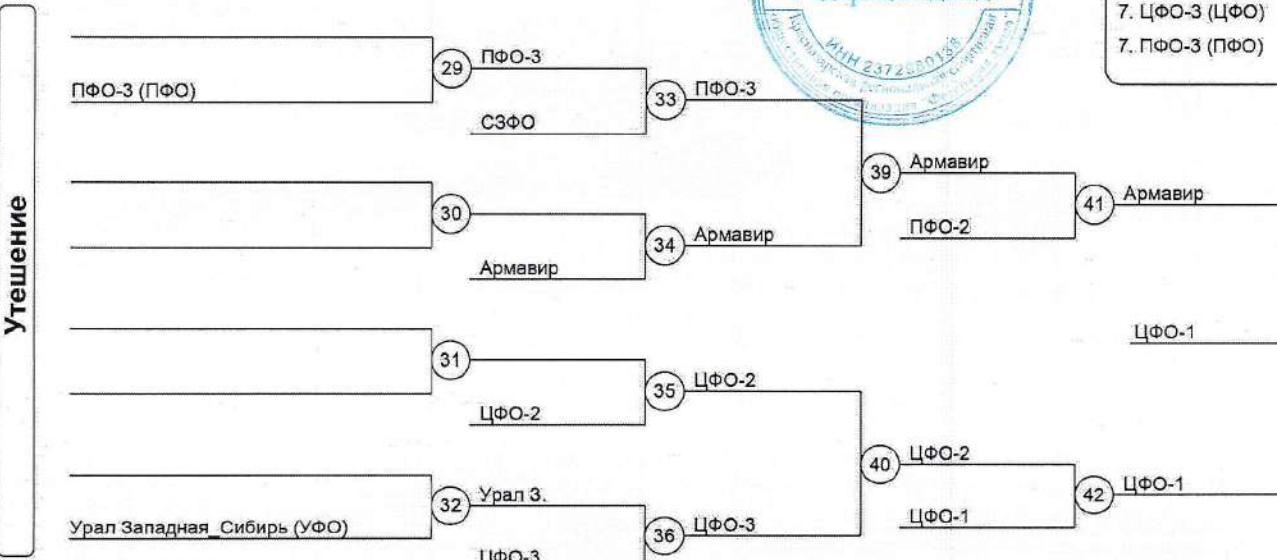 7. ЦФО-3 (ЦФО)
7. ПФО-3 (ПФО)
ИНН
Утешение
29 ПФО-3
ПФО-3 (ПФО)
33 ПФО-3
СЗФО
39 Армавир
30
41 Армавир
ПФО-2
34 Армавир
Армавир
ЦФО-1
31
35 ЦФО-2
ЦФО-2
40 ЦФО-2
42 ЦФО-1
32 Урал З.
ЦФО-1
Урал Западная_Сибирь (УФО)
36 ЦФО-3
ЦФО-3